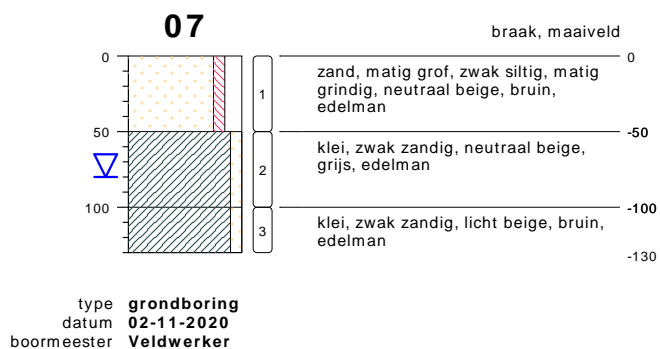 07
braak, maaiveld
0
0
zand, matig grof, zwak siltig, matig
grindig, neutraal beige, bruin,
edelman
1
50
-50
klei, zwak zandig, neutraal beige,
grijs, edelman
2
100
-100
klei, zwak zandig, licht beige, bruin,
edelman
3
-130
type grondboring
datum 02-11-2020
boormeester Veldwerker